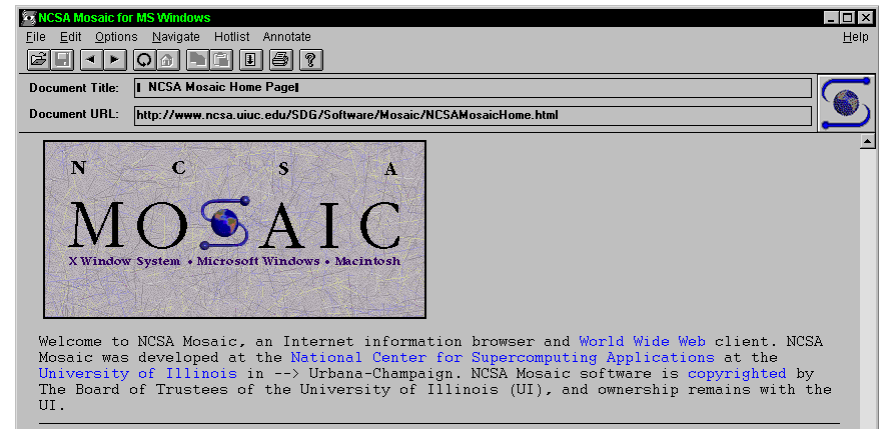 NCSA Mosaic for MS Windows
File Edit Options Navigate Hotlist Annotate Help
Document Title: NCSA Mosaic Home Page
Document URL: http://www.ncsa.uiuc.edu/SDG/Software/Mosaic/NCSAMosaicHome.html
N C S A
MOSAIC
X Window System • Microsoft Windows • Macintosh
Welcome to NCSA Mosaic, an Internet information browser and World Wide Web client. NCSA
Mosaic was developed at the National Center for Supercomputing Applications at the
University of Illinois in --> Urbana-Champaign. NCSA Mosaic software is copyrighted by
The Board of Trustees of the University of Illinois (UI), and ownership remains with the
UI.